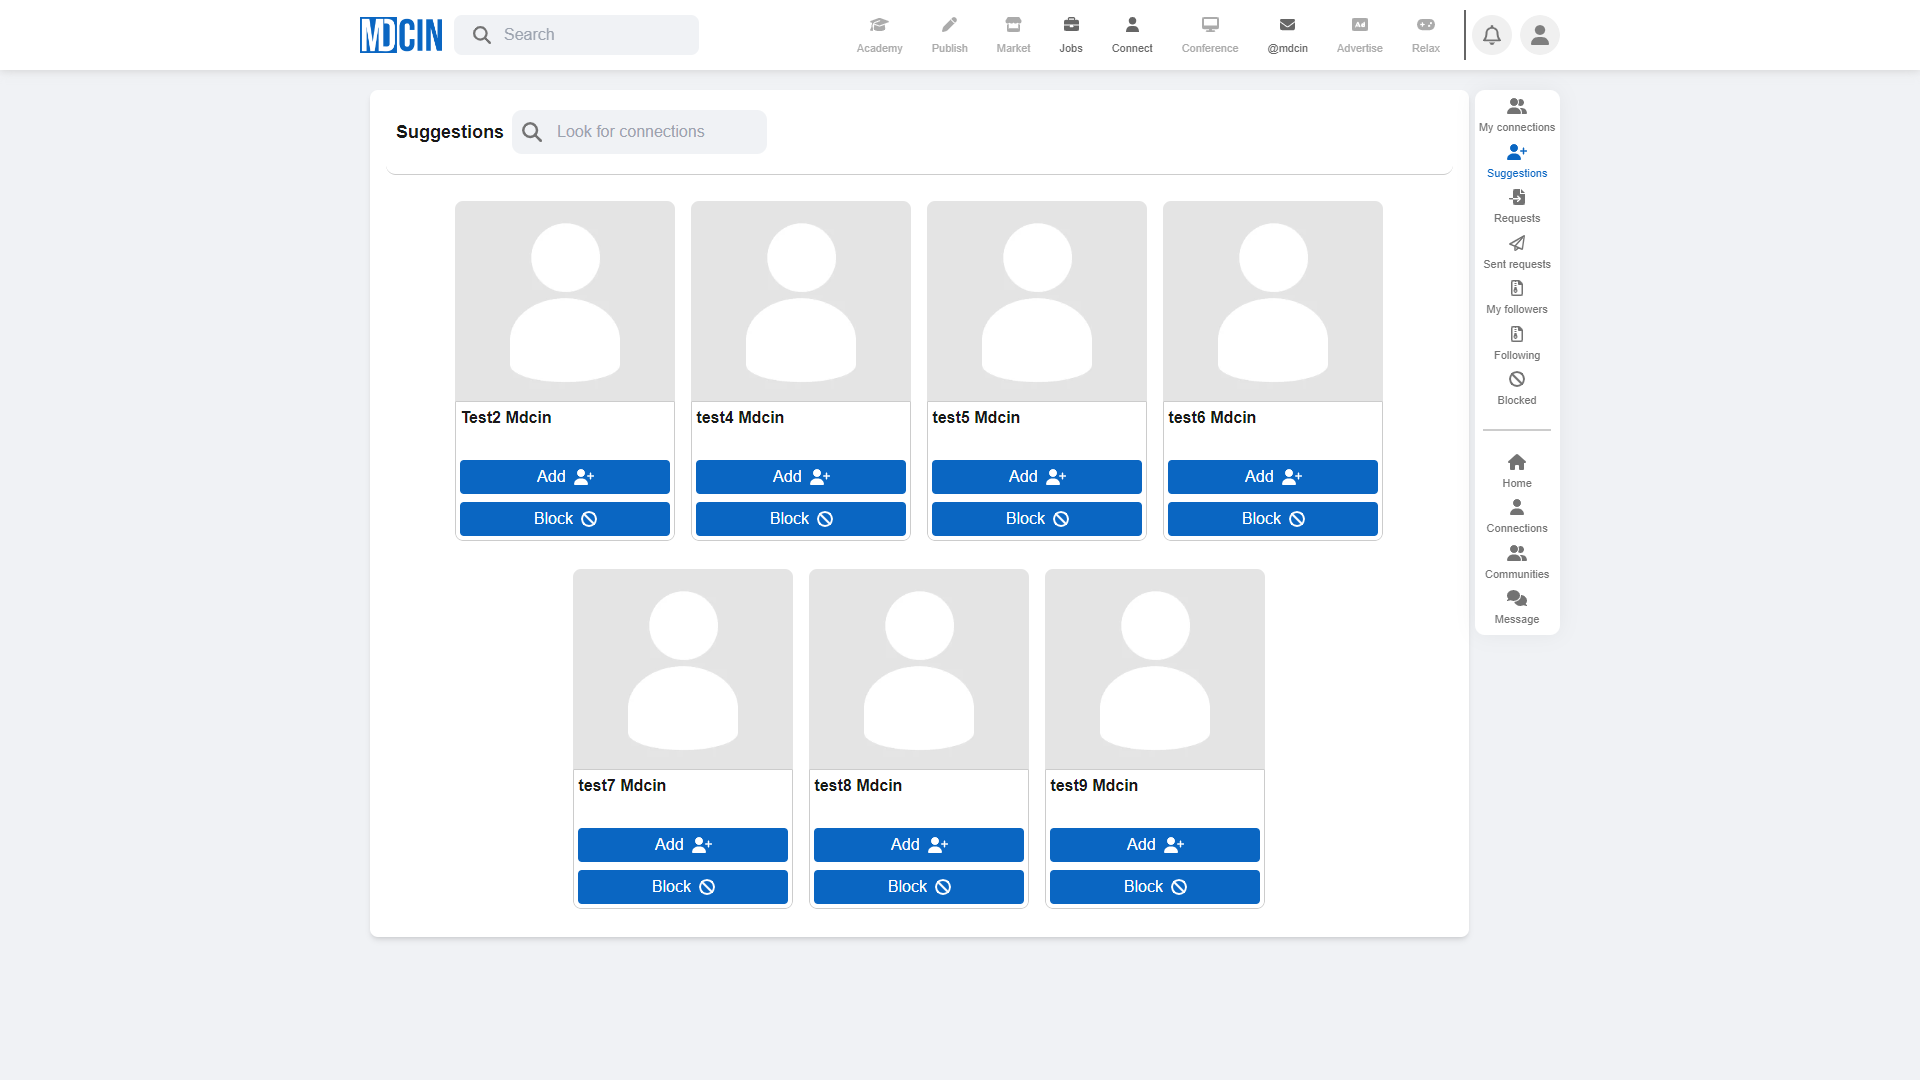 MDCIN
Search
Academy
Publish
Market
Jobs
Connect
Conference
@mdcin
Ad
Advertise
Relax
Suggestions
Look for connections
Test2 Mdcin
Add
Block
test4 Mdcin
Add
Block
test5 Mdcin
Add
Block
test6 Mdcin
Add
Block
test7 Mdcin
Add
Block
test8 Mdcin
Add
Block
test9 Mdcin
Add
Block
My connections
Suggestions
Requests
Sent requests
My followers
Following
Blocked
Home
Connections
Communities
Message